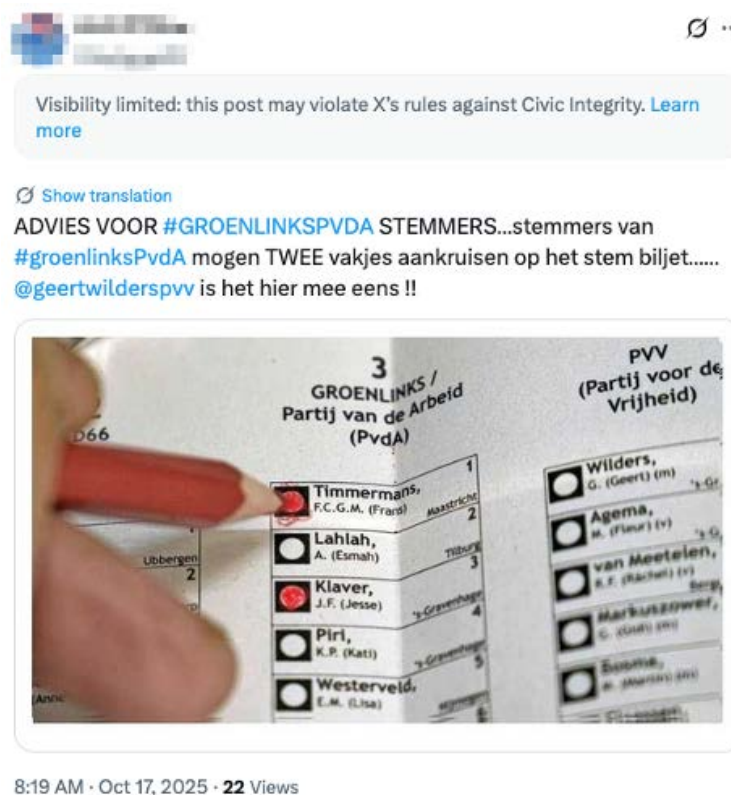 Visibility limited: this post may violate X's rules against Civic Integrity. Learn
more
Show translation
ADVIES VOOR #GROENLINKSPVDA STEMMERS...stemmers van
#groenlinksPvdA mogen TWEE vakjes aankruisen op het stem biljet......
@geertwilderspvv is het hier mee eens !!
D66
Ubbergen
2
3
GROENLINKS /
Partij van de Arbeid
(PvdA)
1
Timmermans,
F.C.G.M. (Frans)
Maastricht
2
Lahlah,
A. (Esmah)
Tilburg
3
Klaver,
J.F. (Jesse)
's-Gravenhage
4
Piri,
K.P. (Kati)
's-Gravenhage
5
Westerveld,
E.M. (Lisa)
Nijmegen
6
PVV
(Partij voor de
Vrijheid)
Wilders,
G. (Geert) (m)
Agema,
M. (Fleur) (v)
van Meetelen,
Markuszower,
Bosma,
8:19 AM · Oct 17, 2025 · 22 Views